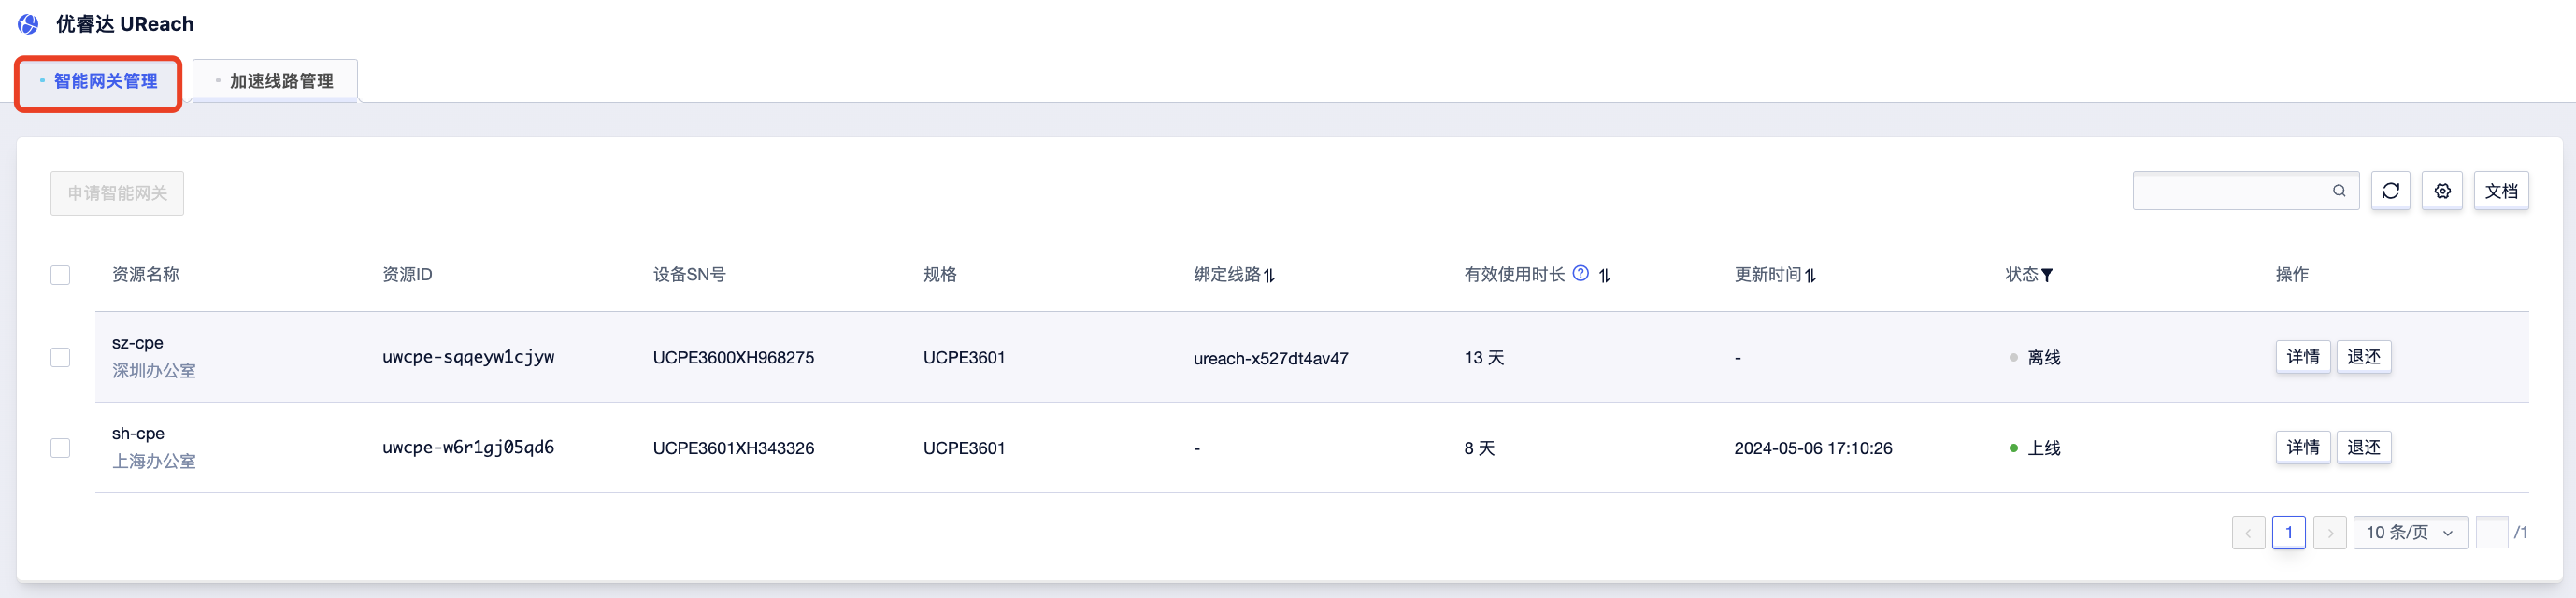 优睿达 UReach
智能网关管理
加速线路管理
申请智能网关
文档
资源名称 资源ID 设备SN号 规格 绑定线路 有效使用时长 更新时间 状态 操作
sz-cpe
深圳办公室
uwcpe-sqqeyw1cjyw UCPE3600XH968275 UCPE3601 ureach-x527dt4av47 13 天 - 离线 详情 退还
sh-cpe
上海办公室
uwcpe-w6r1gj05qd6 UCPE3601XH343326 UCPE3601 - 8 天 2024-05-06 17:10:26 上线 详情 退还
1 10 条/页 /1